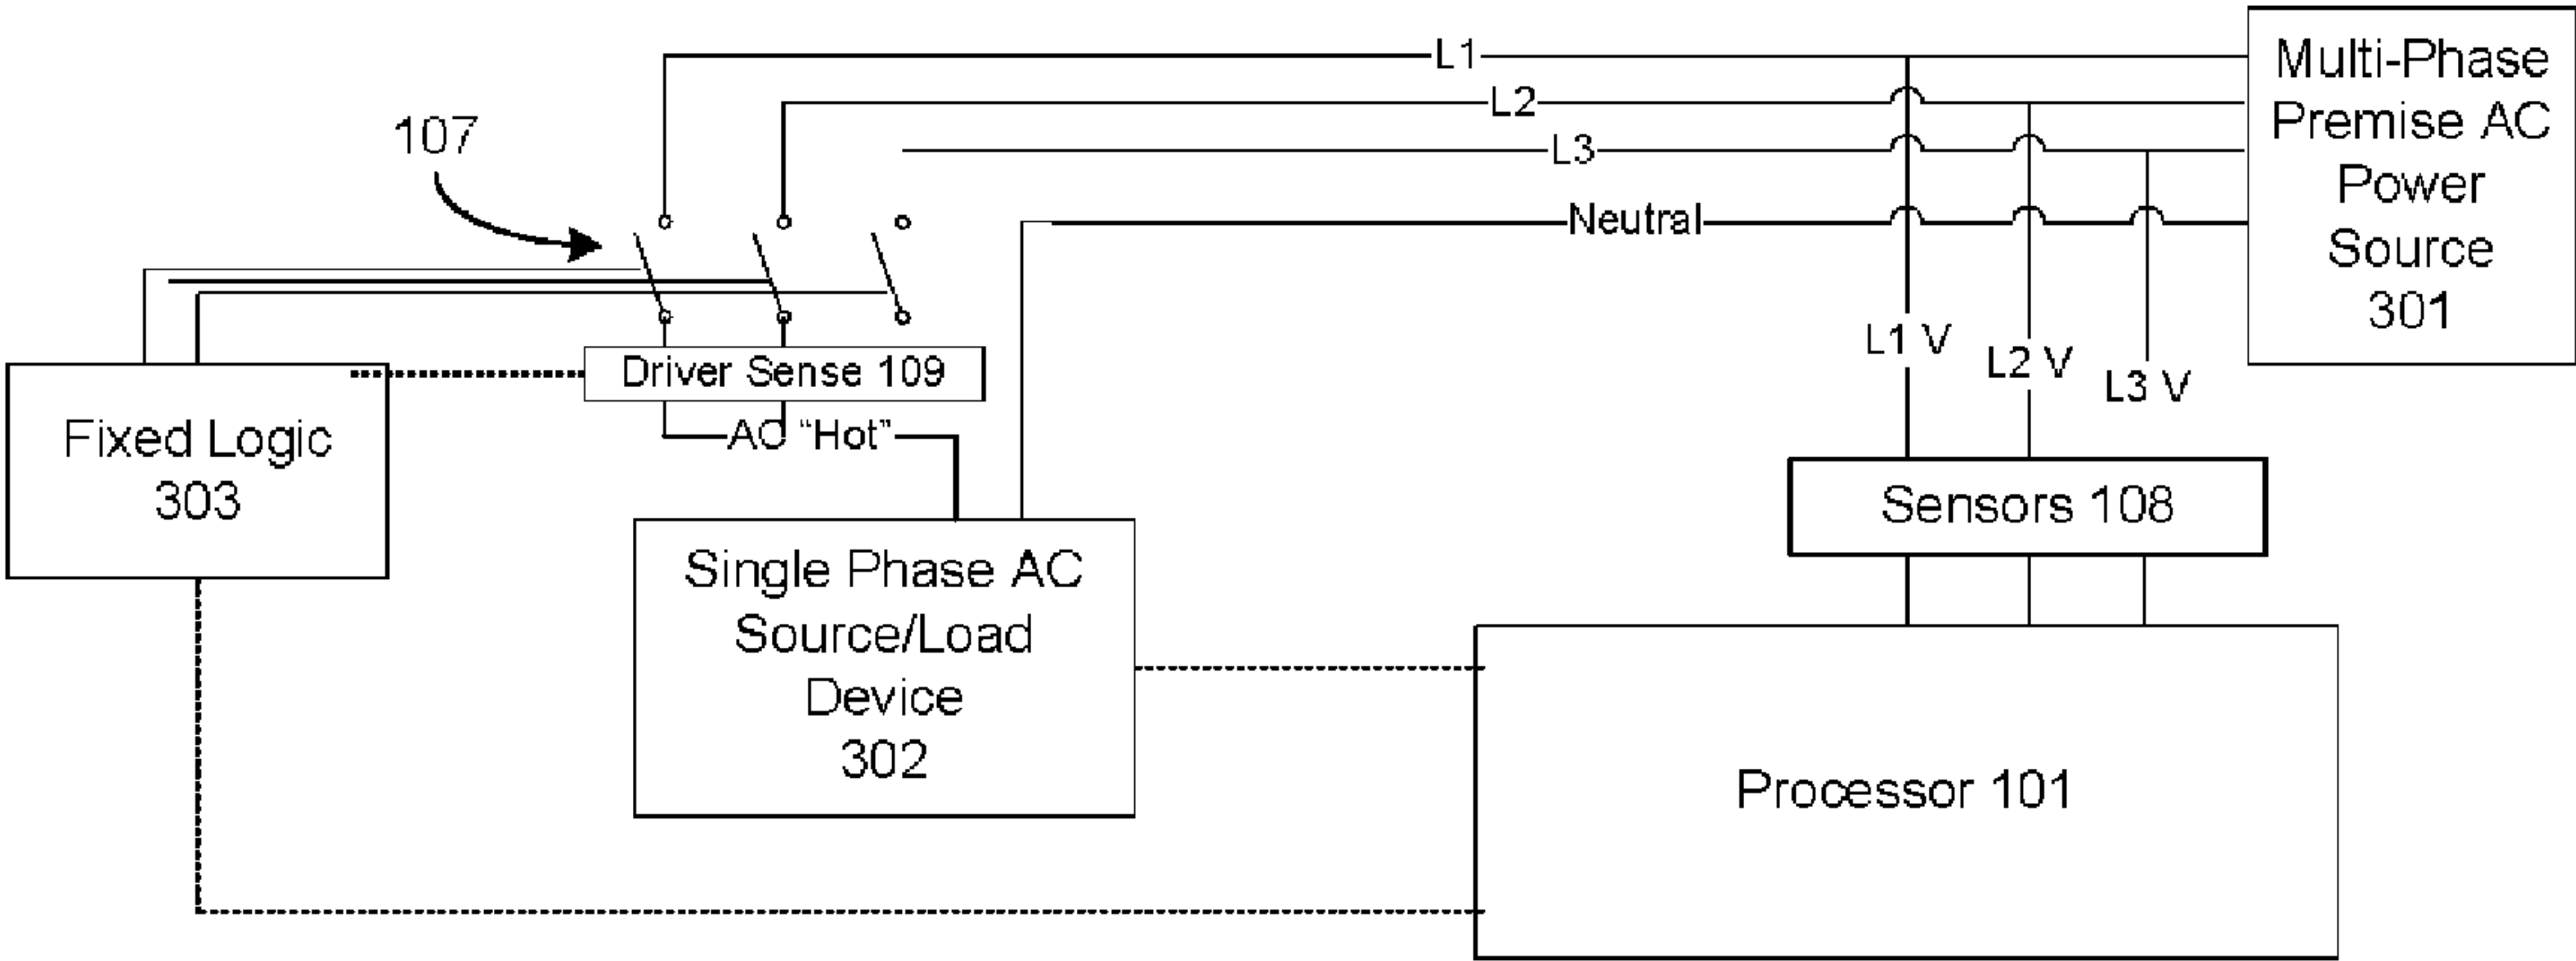 L1
L2
L3
Neutral
Multi-Phase
Premise AC
Power
Source
301
107
L1 V
L2 V
L3 V
Driver Sense 109
AC “Hot”
Fixed Logic
303
Sensors 108
Single Phase AC
Source/Load
Device
302
Processor 101